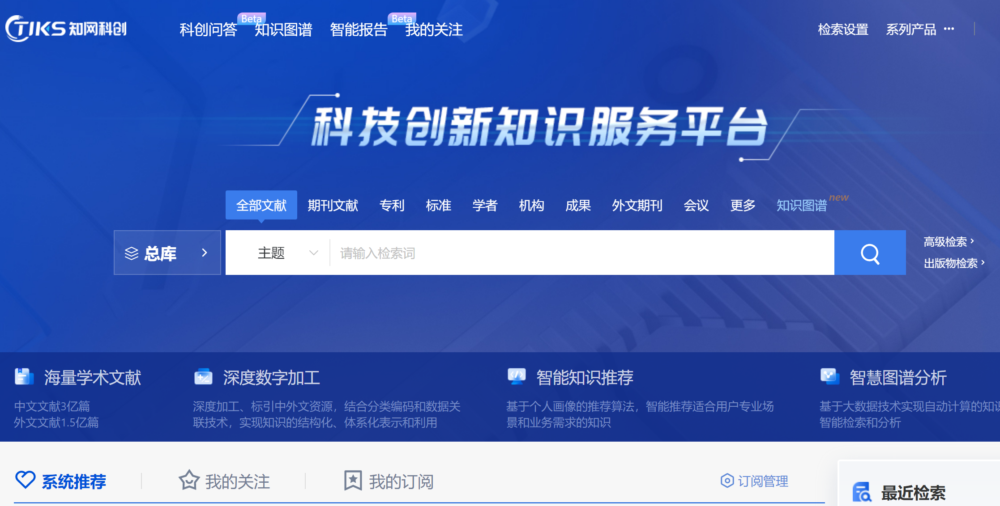 TIKS 知网科创
科创问答 Beta 知识图谱 智能报告 Beta 我的关注
检索设置 系列产品 ···
科技创新知识服务平台
全部文献 期刊文献 专利 标准 学者 机构 成果 外文期刊 会议 更多 知识图谱 new
总库 主题 请输入检索词
高级检索
出版物检索
海量学术文献
中文文献3亿篇
外文文献1.5亿篇
深度数字加工
深度加工、标引中外文资源，结合分类编码和数据关
联技术，实现知识的结构化、体系化表示和利用
智能知识推荐
基于个人画像的推荐算法，智能推荐适合用户专业场
景和业务需求的知识
智慧图谱分析
基于大数据技术实现自动计算的知
智能检索和分析
系统推荐 我的关注 我的订阅 订阅管理
最近检索